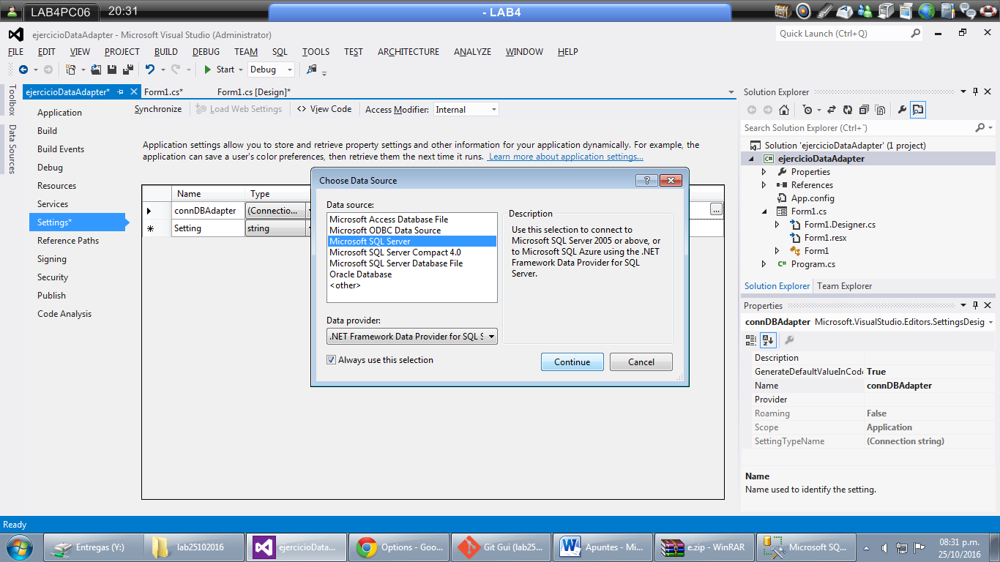 LAB4PC06 20:31 - LAB4
ejercicioDataAdapter - Microsoft Visual Studio (Administrator) Quick Launch (Ctrl+Q)
FILE EDIT VIEW PROJECT BUILD DEBUG TEAM SQL TOOLS TEST ARCHITECTURE ANALYZE WINDOW HELP
Start Debug
Toolbox
Data Sources
ejercicioDataAdapter* Form1.cs* Form1.cs [Design]*
Synchronize Load Web Settings <> View Code Access Modifier: Internal
Application
Build
Build Events
Debug
Resources
Services
Settings*
Reference Paths
Signing
Security
Publish
Code Analysis
Application settings allow you to store and retrieve property settings and other information for your application dynamically. For example, the
application can save a user's color preferences, then retrieve them the next time it runs. Learn more about application settings...
Name Type
connDBAdapter (Connectio... ...
Setting string
Choose Data Source ?
Data source:
Microsoft Access Database File
Microsoft ODBC Data Source
Microsoft SQL Server
Microsoft SQL Server Compact 4.0
Microsoft SQL Server Database File
Oracle Database
<other>
Description
Use this selection to connect to
Microsoft SQL Server 2005 or above, or
to Microsoft SQL Azure using the .NET
Framework Data Provider for SQL
Server.
Data provider:
.NET Framework Data Provider for SQL S
Always use this selection
Continue Cancel
Solution Explorer
Search Solution Explorer (Ctrl+¨)
Solution 'ejercicioDataAdapter' (1 project)
C# ejercicioDataAdapter
Properties
References
App.config
Form1.cs
Form1.Designer.cs
Form1.resx
Form1
C# Program.cs
Solution Explorer Team Explorer
Properties
connDBAdapter Microsoft.VisualStudio.Editors.SettingsDesig
Description
GenerateDefaultValueInCode True
Name connDBAdapter
Provider
Roaming False
Scope Application
SettingTypeName (Connection string)
Name
Name used to identify the setting.
Ready
Entregas (Y:) lab25102016 ejercicioData... Options - Goo... Git Gui (lab25... Apuntes - Mi... e.zip - WinRAR Microsoft SQ... 08:31 p.m.
25/10/2016